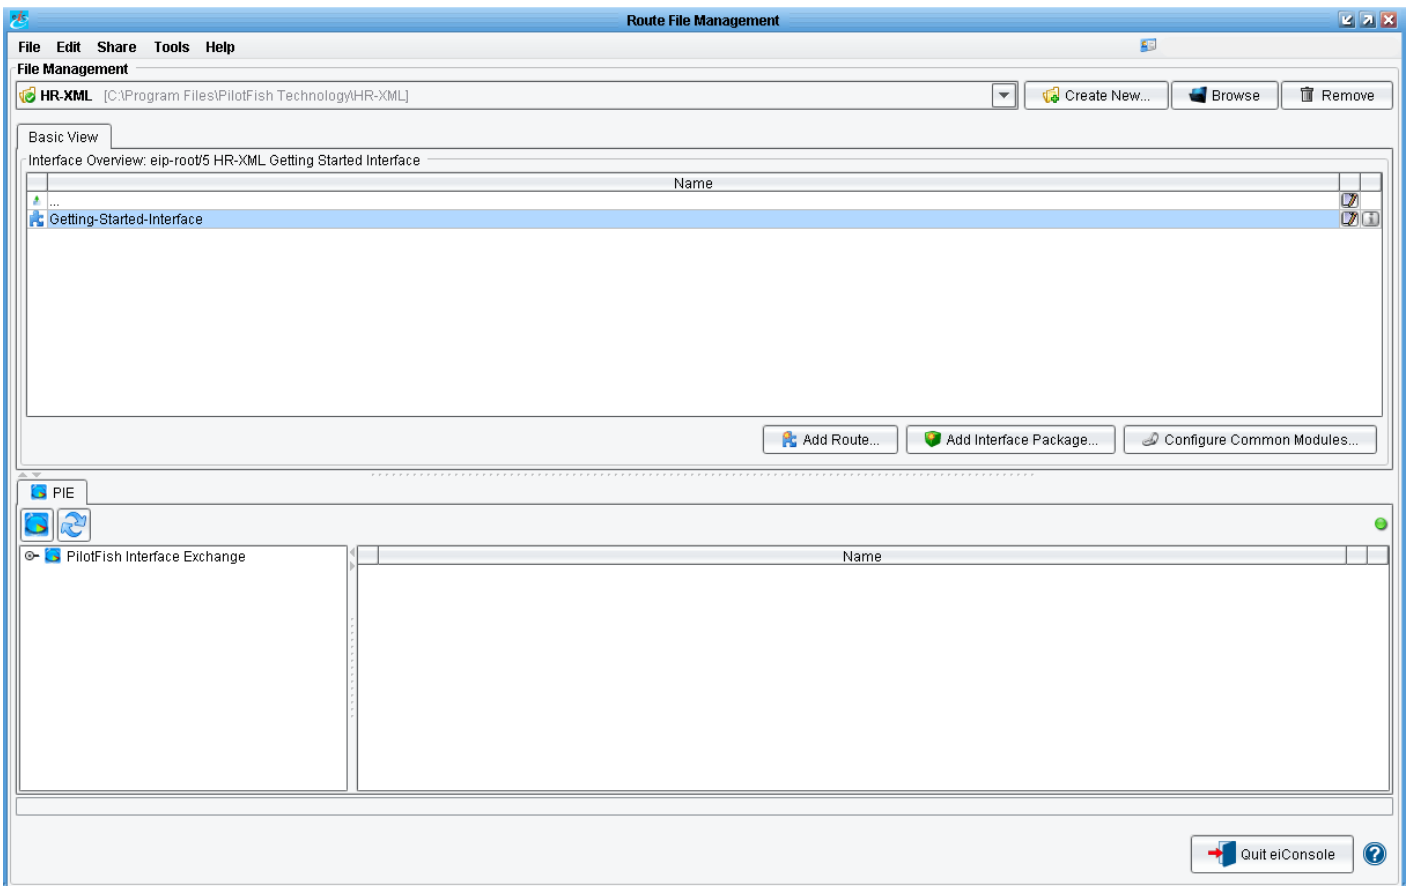 Route File Management
File Edit Share Tools Help
File Management
HR-XML [C:\Program Files\PilotFish Technology\HR-XML]
Create New... Browse Remove
Basic View
Interface Overview: eip-root/5 HR-XML Getting Started Interface
Name
...
Getting-Started-Interface
Add Route... Add Interface Package... Configure Common Modules...
PIE
PilotFish Interface Exchange
Name
Quit eiConsole ?